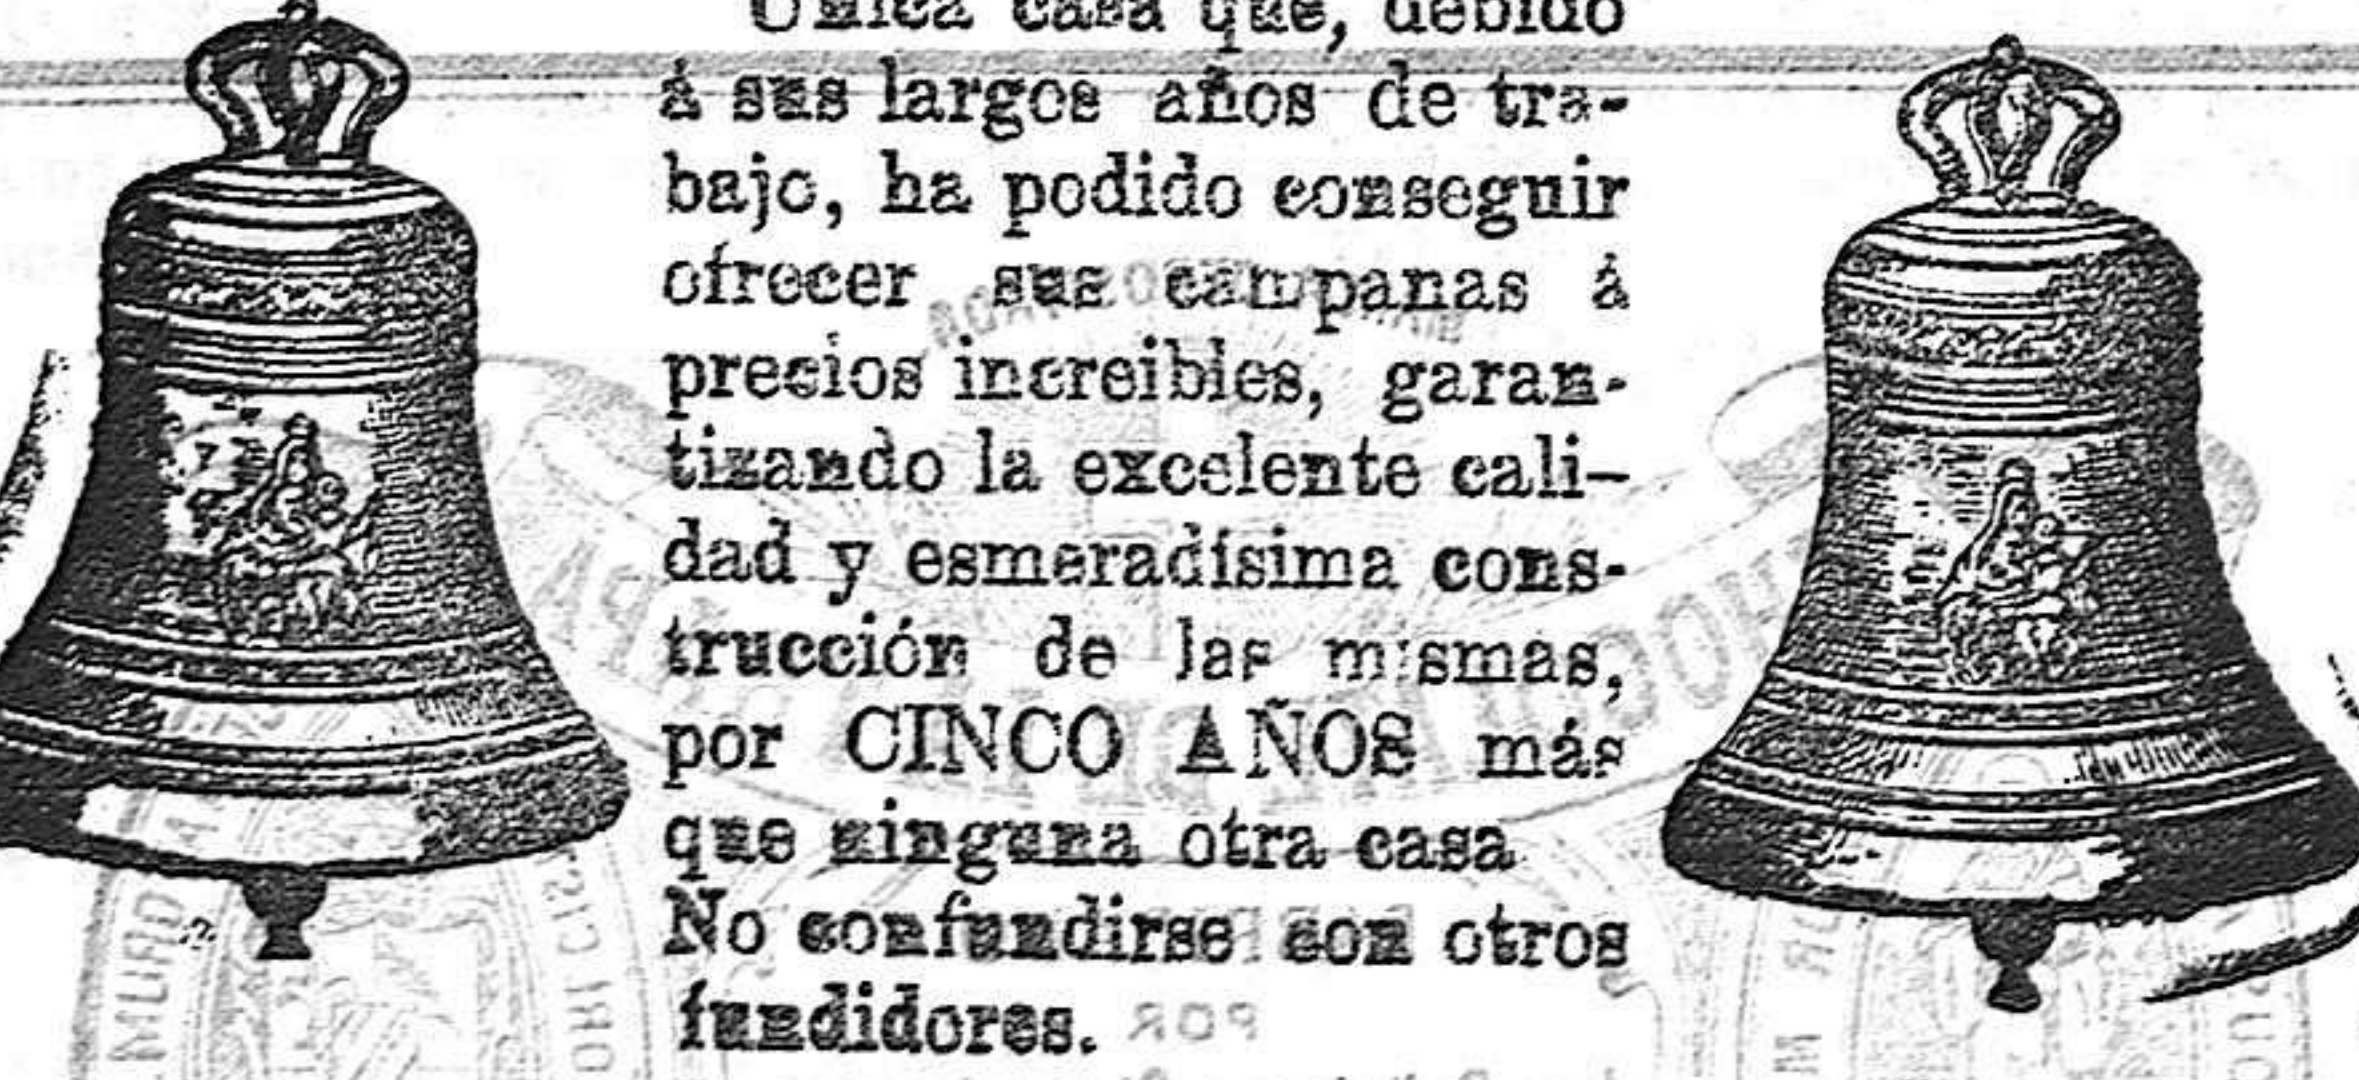 Unica casa que, debido
á sus largos años de tra-
bajo, ha podido conseguir
ofrecer sus campanas á
precios increibles, garan-
tizando la excelente cali-
dad y esmeradísima cons-
trucción de las mismas,
por CINCO AÑOS más
que ninguna otra casa
No confundirse con otros
fundidores.